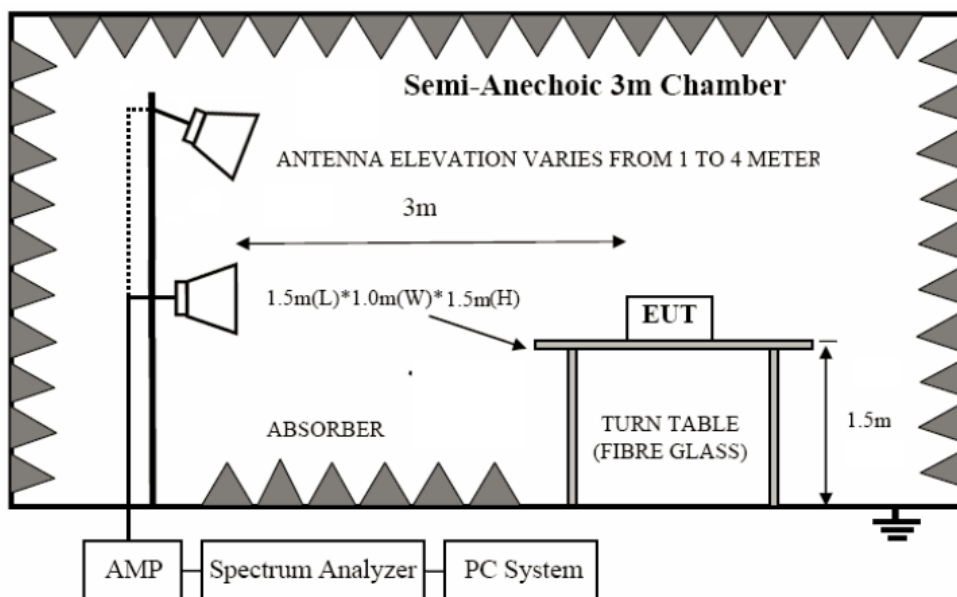 Semi-Anechoic 3m Chamber
ANTENNA ELEVATION VARIES FROM 1 TO 4 METER
3m
1.5m(L)*1.0m(W)*1.5m(H)
EUT
ABSORBER
TURN TABLE
(FIBRE GLASS)
1.5m
AMP
Spectrum Analyzer
PC System